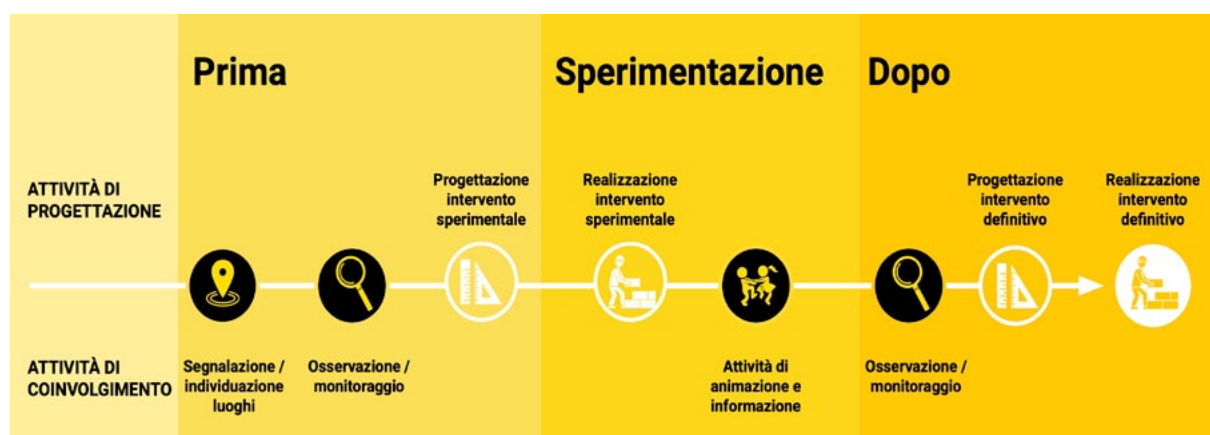 Prima
Sperimentazione
Dopo
ATTIVITÀ DI
PROGETTAZIONE
Progettazione
intervento
sperimentale
Realizzazione
intervento
sperimentale
Progettazione
intervento
definitivo
Realizzazione
intervento
definitivo
ATTIVITÀ DI
COINVOLGIMENTO
Segnalazione /
individuazione
luoghi
Osservazione /
monitoraggio
Attività di
animazione e
informazione
Osservazione /
monitoraggio